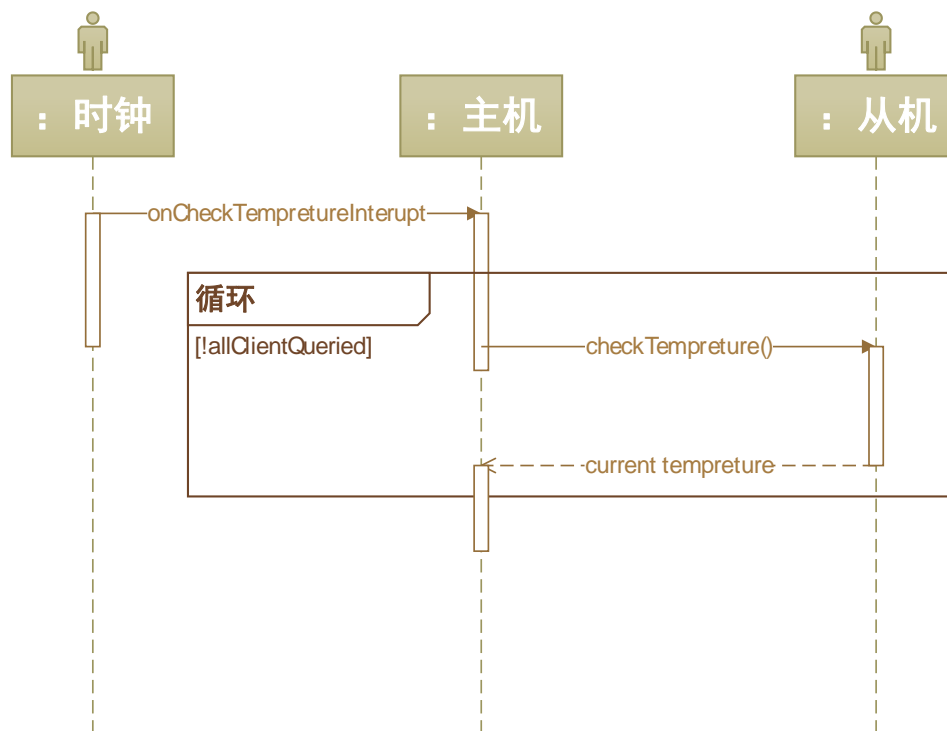 ：时钟
：主机
：从机
onCheckTempretureInterupt
循环
[!allClientQueried]
checkTempreture()
current tempreture